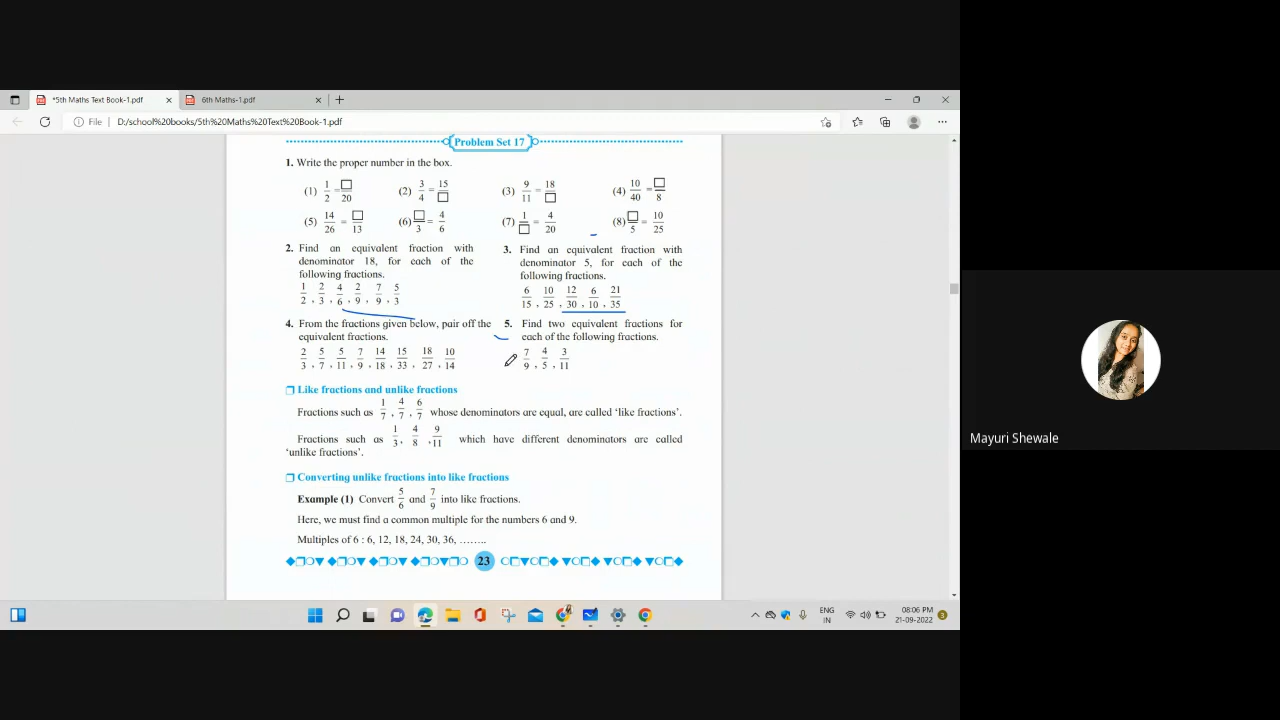 *5th Maths Text Book-1.pdf
6th Maths-1.pdf
File
D:/school%20books/5th%20Maths%20Text%20Book-1.pdf
Problem Set 17
1. Write the proper number in the box.
(1) 1/2 = □/20 (2) 3/4 = 15/□ (3) 9/11 = 18/□ (4) 10/40 = □/8
(5) 14/26 = □/13 (6) □/3 = 4/6 (7) 1/□ = 4/20 (8) □/5 = 10/25
2. Find an equivalent fraction with
denominator 18, for each of the
following fractions.
1/2, 2/3, 4/6, 2/9, 7/9, 5/3
3. Find an equivalent fraction with
denominator 5, for each of the
following fractions.
6/15, 10/25, 12/30, 6/10, 21/35
4. From the fractions given below, pair off the
equivalent fractions.
2/3, 5/7, 5/11, 7/9, 14/18, 15/33, 18/27, 10/14
5. Find two equivalent fractions for
each of the following fractions.
7/9, 4/5, 3/11
Like fractions and unlike fractions
Fractions such as 1/7, 4/7, 6/7 whose denominators are equal, are called ‘like fractions’.
Fractions such as 1/3, 4/8, 9/11 which have different denominators are called
‘unlike fractions’.
Converting unlike fractions into like fractions
Example (1) Convert 5/6 and 7/9 into like fractions.
Here, we must find a common multiple for the numbers 6 and 9.
Multiples of 6 : 6, 12, 18, 24, 30, 36, ........
23
Mayuri Shewale
ENG
IN
08:06 PM
21-09-2022
3